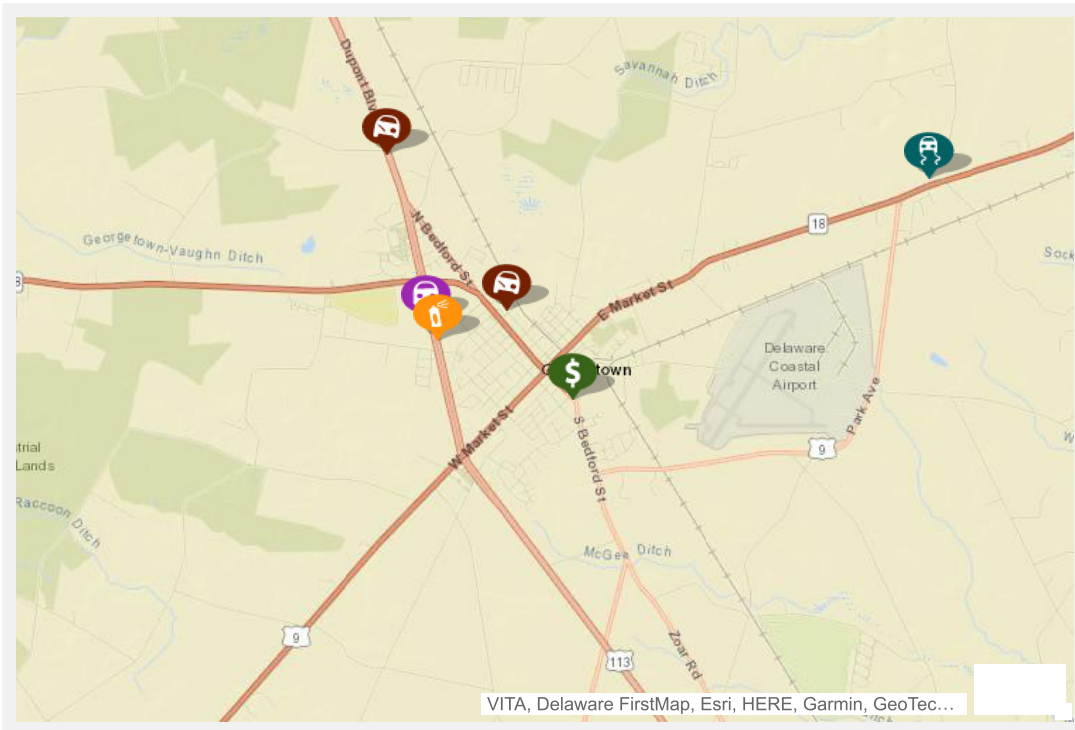 Dupont Blv
Savannah Ditch
18
N Bedford St
Georgetown-Vaughn Ditch
Sock
8
E Market St
Delaware
Coastal
Airport
$
town
Park Ave
W Market St
S Bedford St
9
trial
Lands
Raccoon Ditch
McGee Ditch
9
Zoar Rd
113
VITA, Delaware FirstMap, Esri, HERE, Garmin, GeoTec…